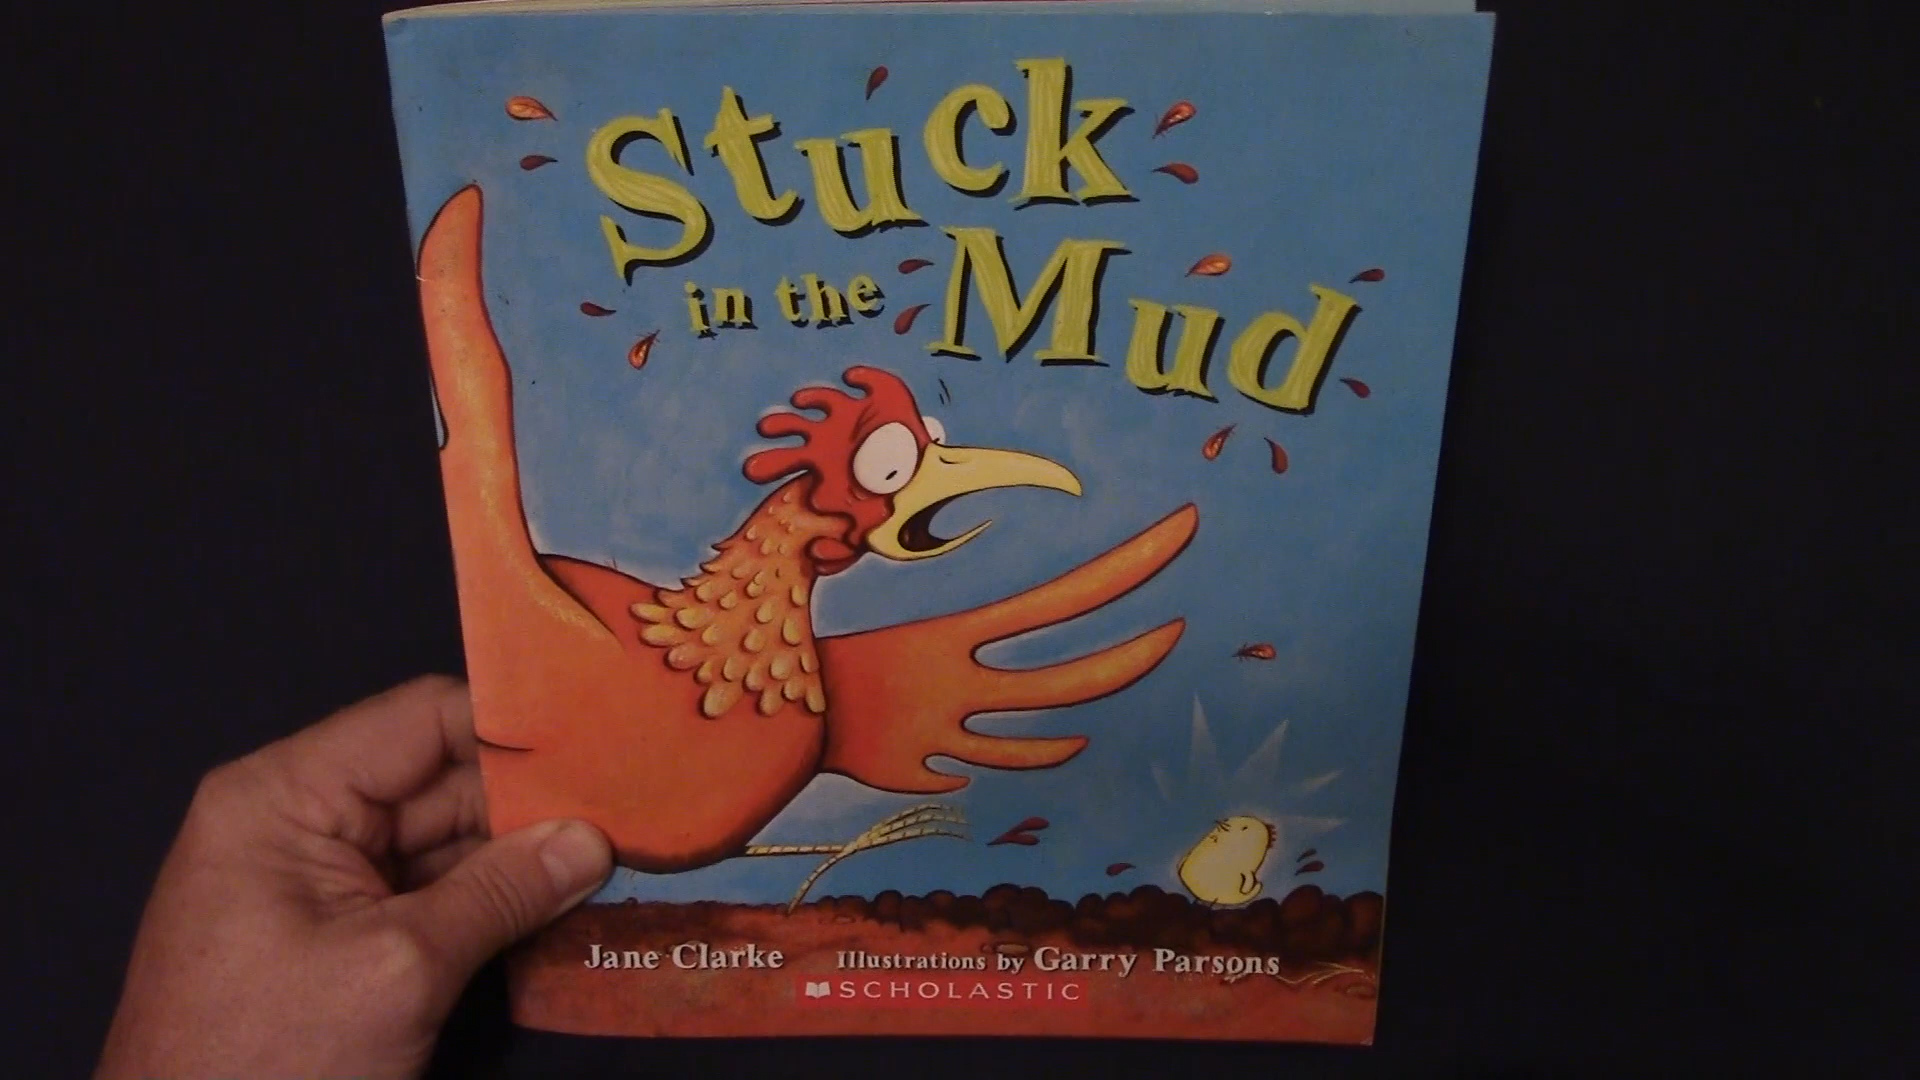 Stuck
in the Mud
Jane Clarke Illustrations by Garry Parsons
SCHOLASTIC